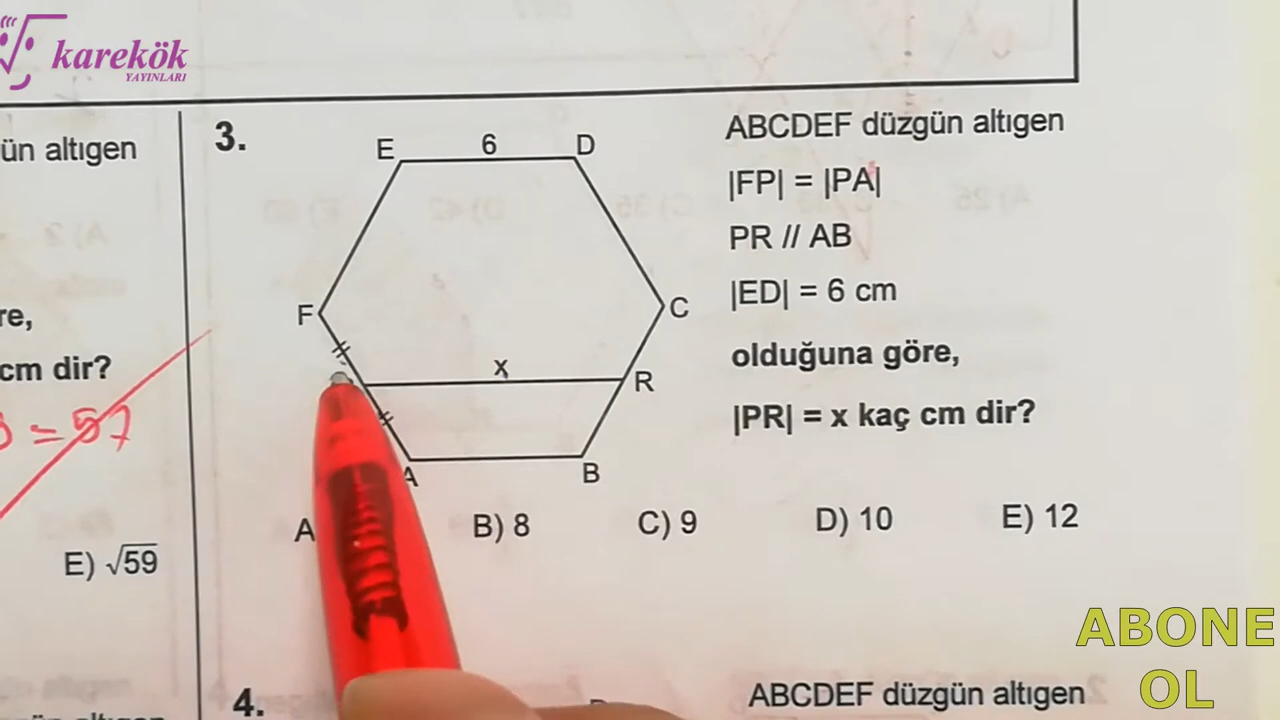 karekök
YAYINLARI
ün altıgen
re,
cm dir?
= 57
E) √59
3.
E 6 D
F C
x R
A B
ABCDEF düzgün altıgen
|FP| = |PA|
PR // AB
|ED| = 6 cm
olduğuna göre,
|PR| = x kaç cm dir?
A B) 8 C) 9 D) 10 E) 12
4.
ABCDEF düzgün altıgen
ABONE
OL